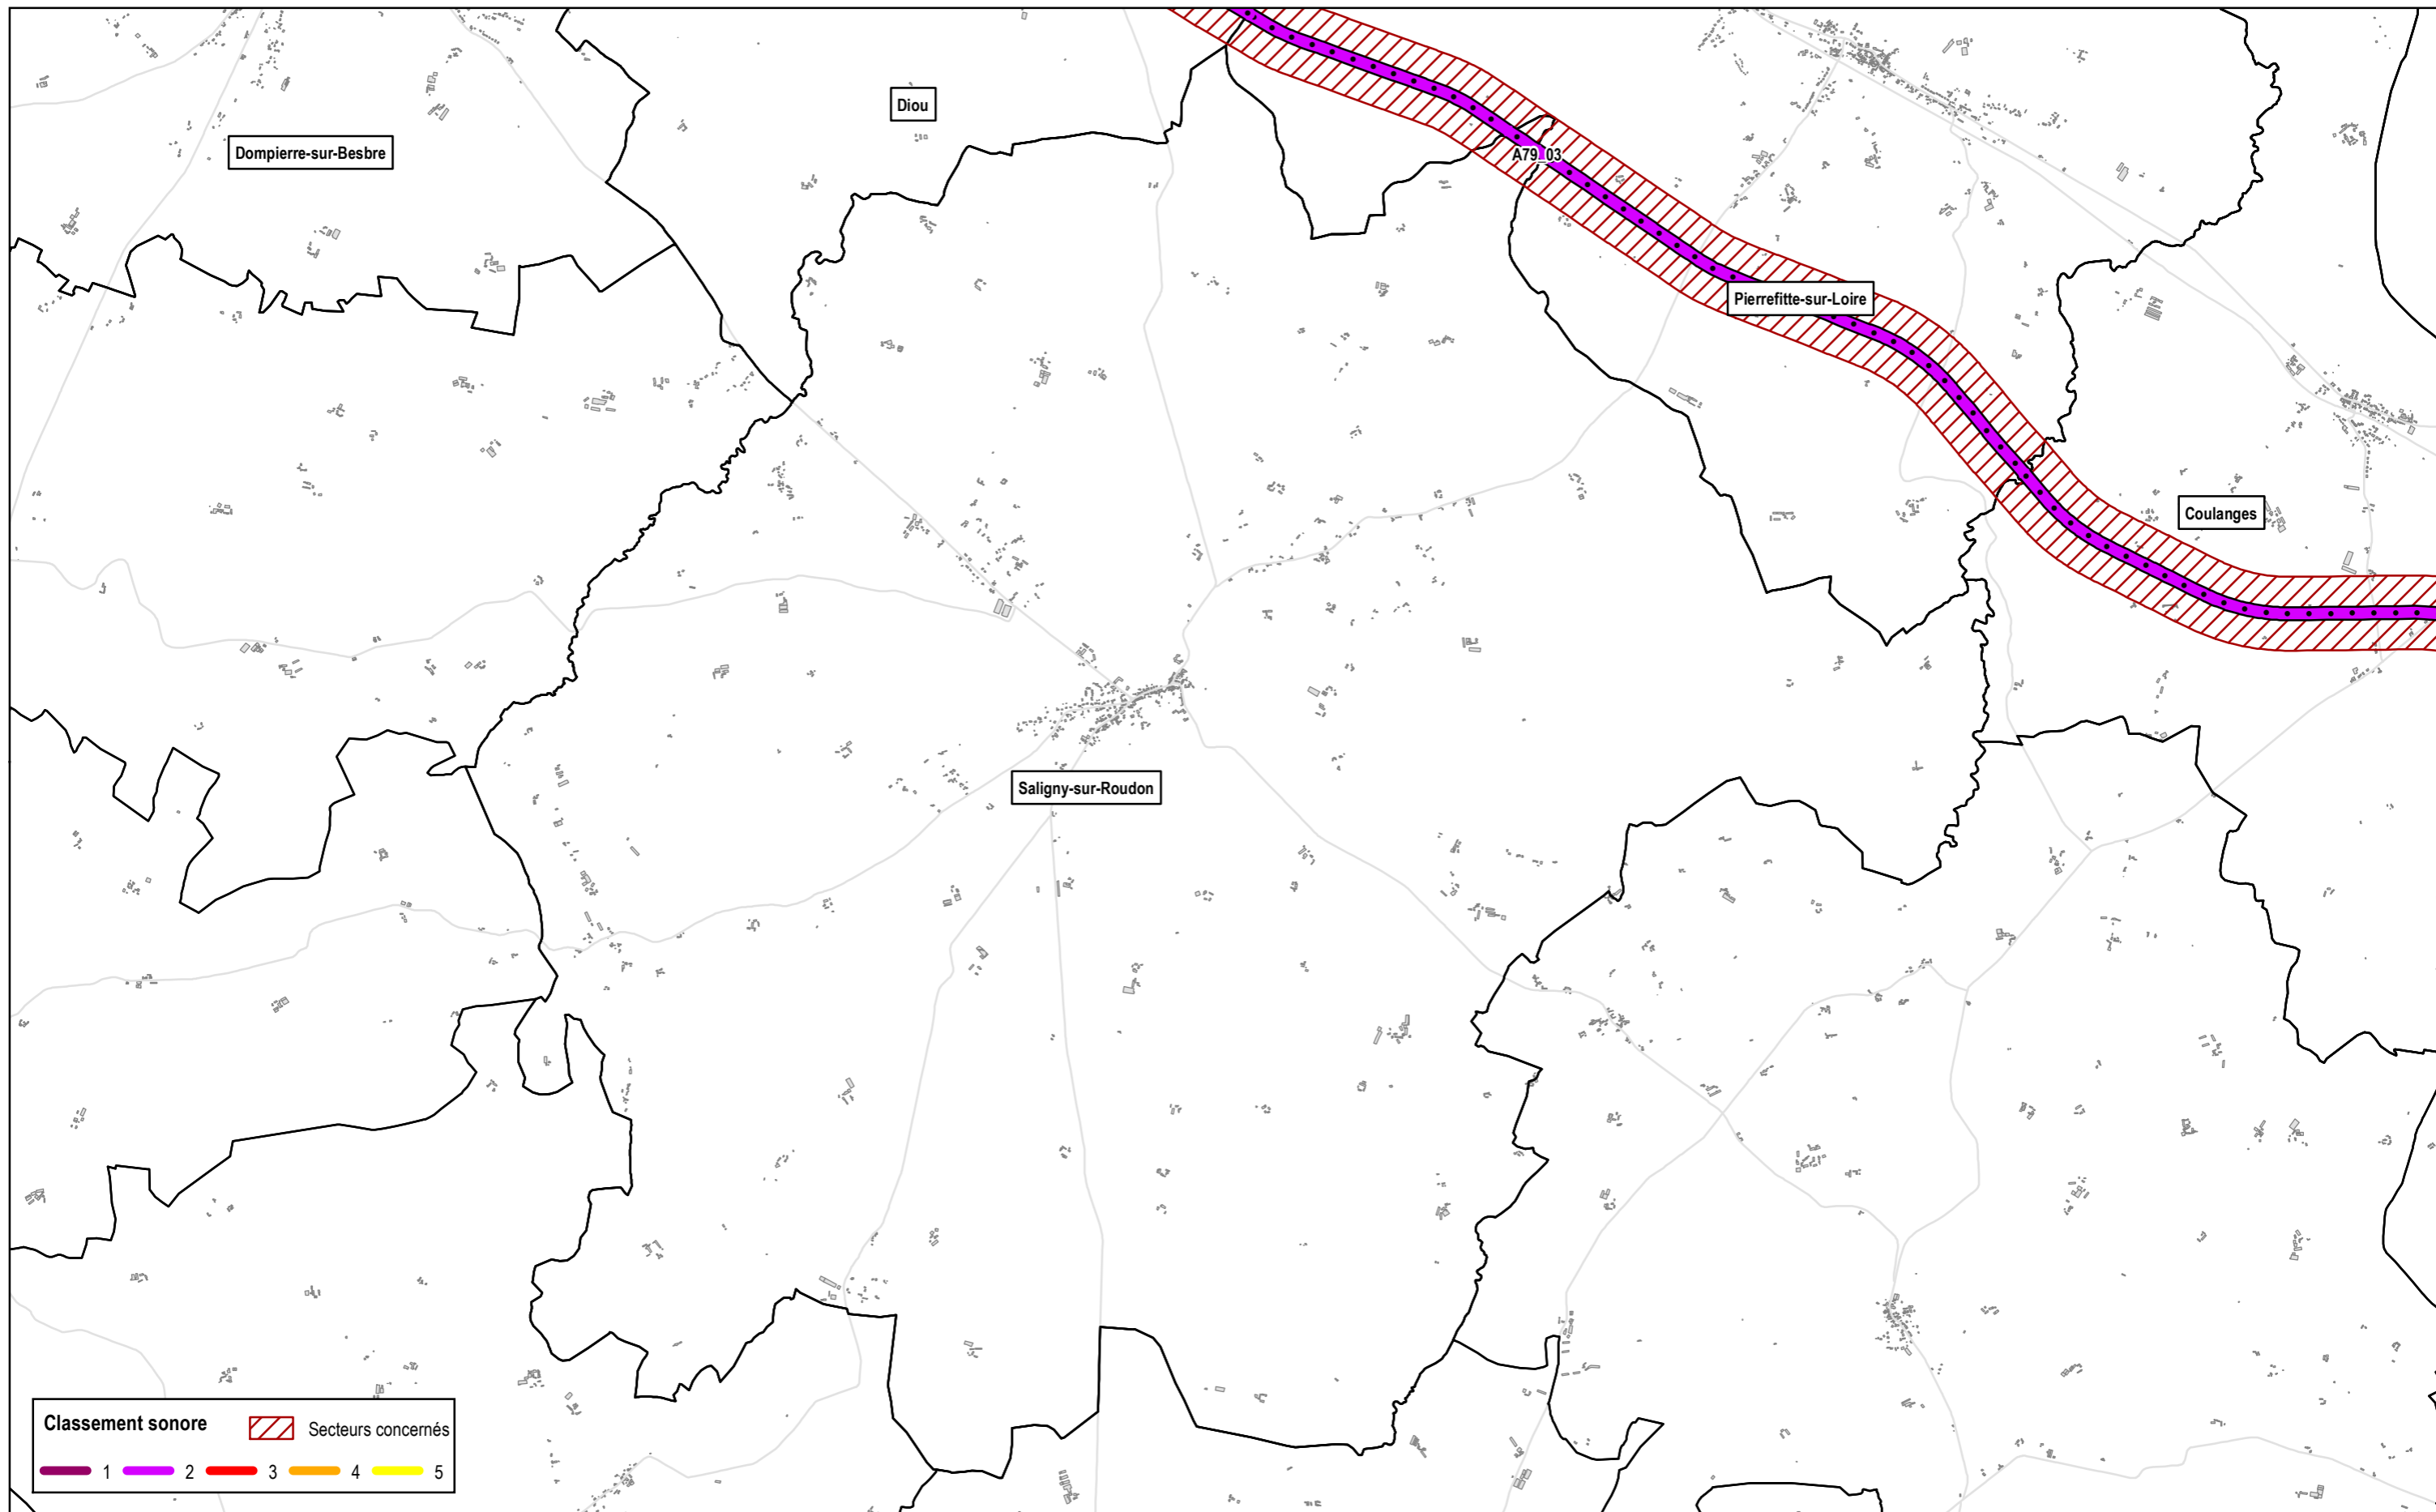 Diou
Dompierre-sur-Besbre
A79_03
Pierrefitte-sur-Loire
Coulanges
Saligny-sur-Roudon
Classement sonore
Secteurs concernés
1 2 3 4 5